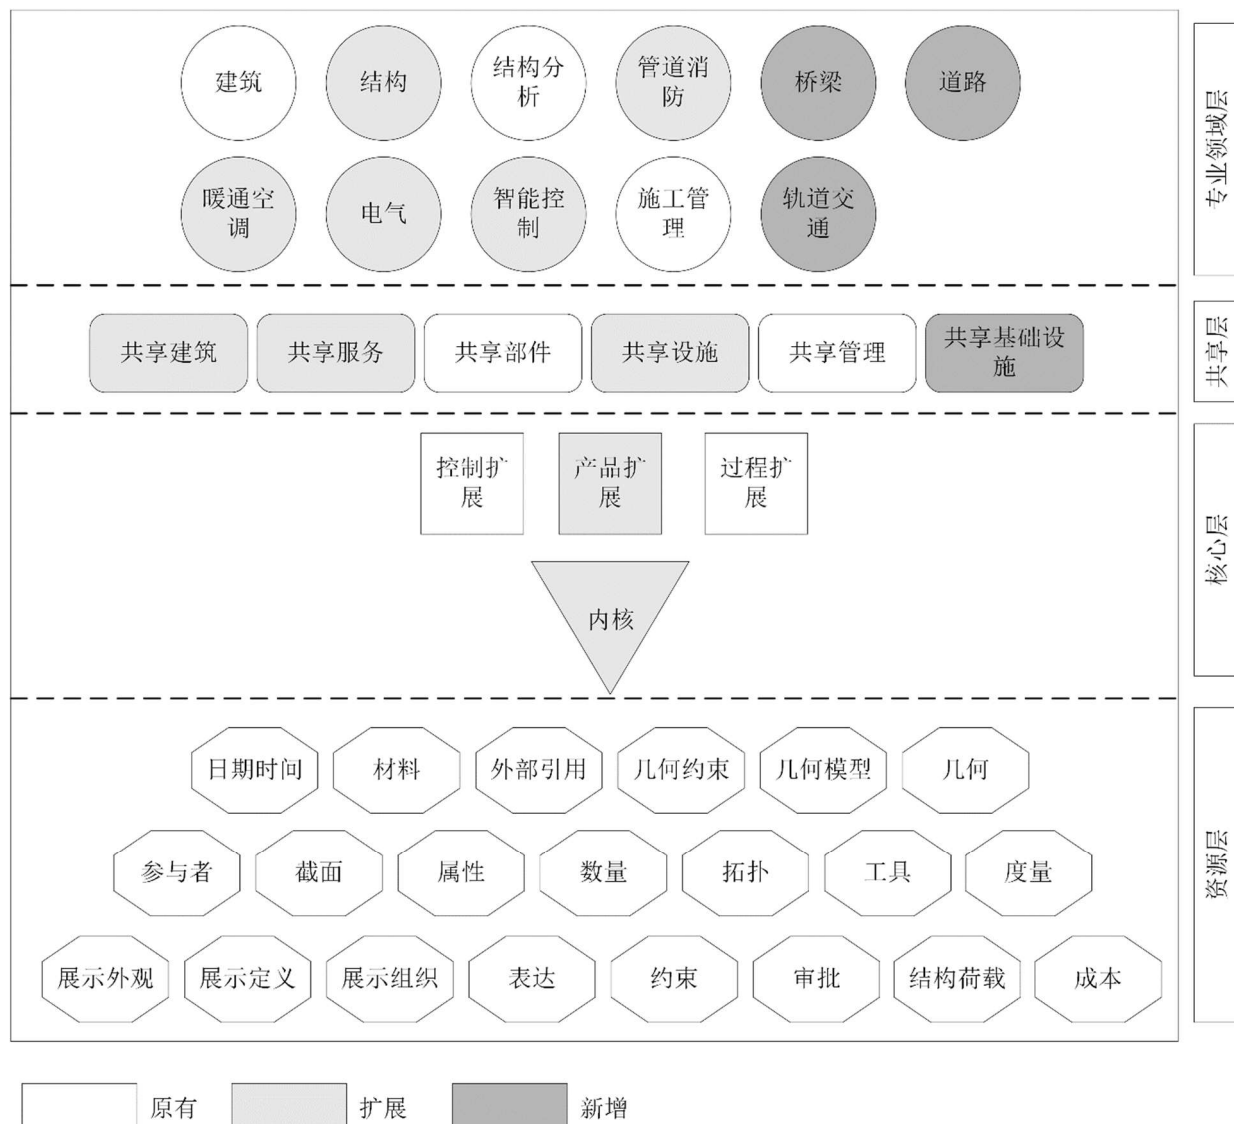 建筑
结构
结构分
析
管道消
防
桥梁
道路
暖通空
调
电气
智能控
制
施工管
理
轨道交
通
专业领域层
共享建筑
共享服务
共享部件
共享设施
共享管理
共享基础设
施
共享层
控制扩
展
产品扩
展
过程扩
展
内核
核心层
日期时间
材料
外部引用
几何约束
几何模型
几何
参与者
截面
属性
数量
拓扑
工具
度量
展示外观
展示定义
展示组织
表达
约束
审批
结构荷载
成本
资源层
原有
扩展
新增